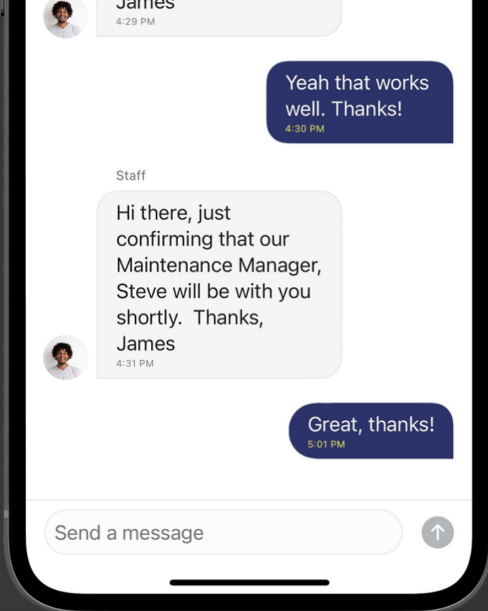 James
4:29 PM
Yeah that works
well. Thanks!
4:30 PM
Staff
Hi there, just
confirming that our
Maintenance Manager,
Steve will be with you
shortly.  Thanks,
James
4:31 PM
Great, thanks!
5:01 PM
Send a message